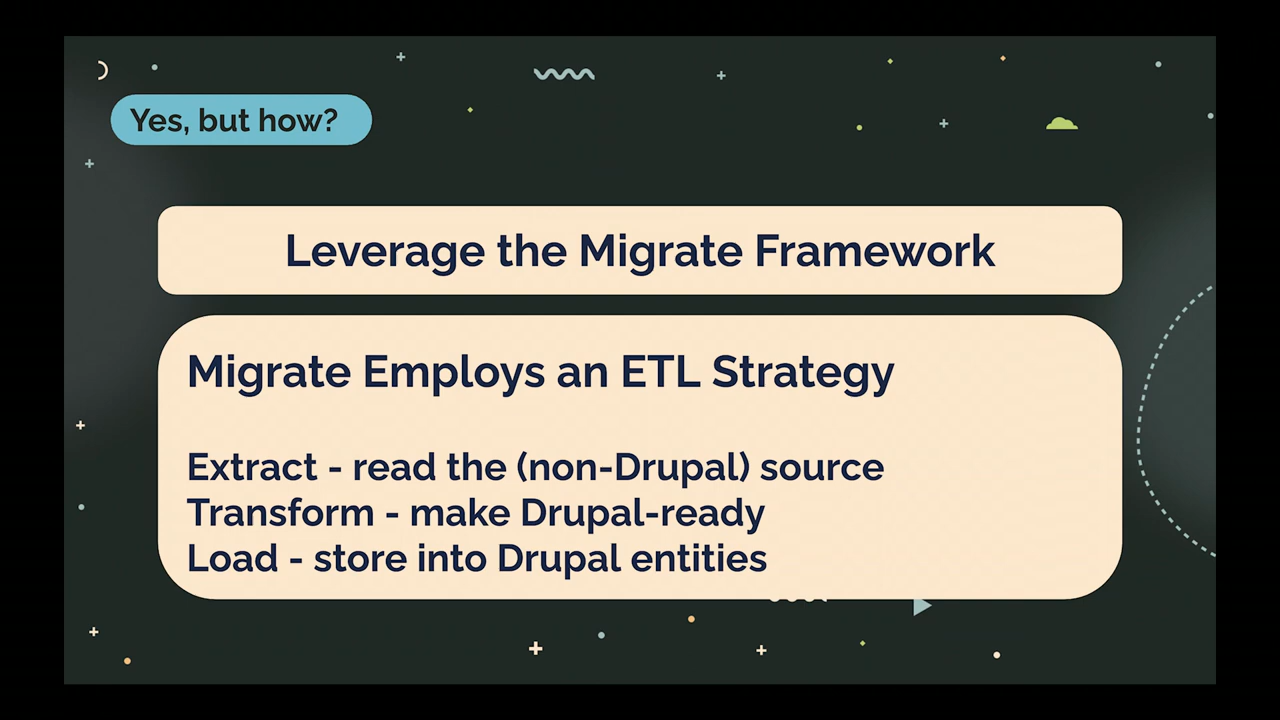 Yes, but how?
Leverage the Migrate Framework
Migrate Employs an ETL Strategy
Extract - read the (non-Drupal) source
Transform - make Drupal-ready
Load - store into Drupal entities